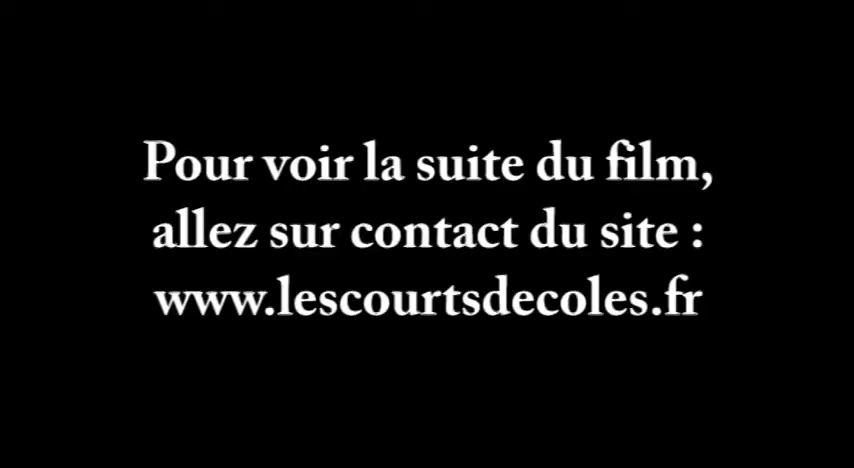 Pour voir la suite du film,
allez sur contact du site :
www.lescourtsdecoles.fr